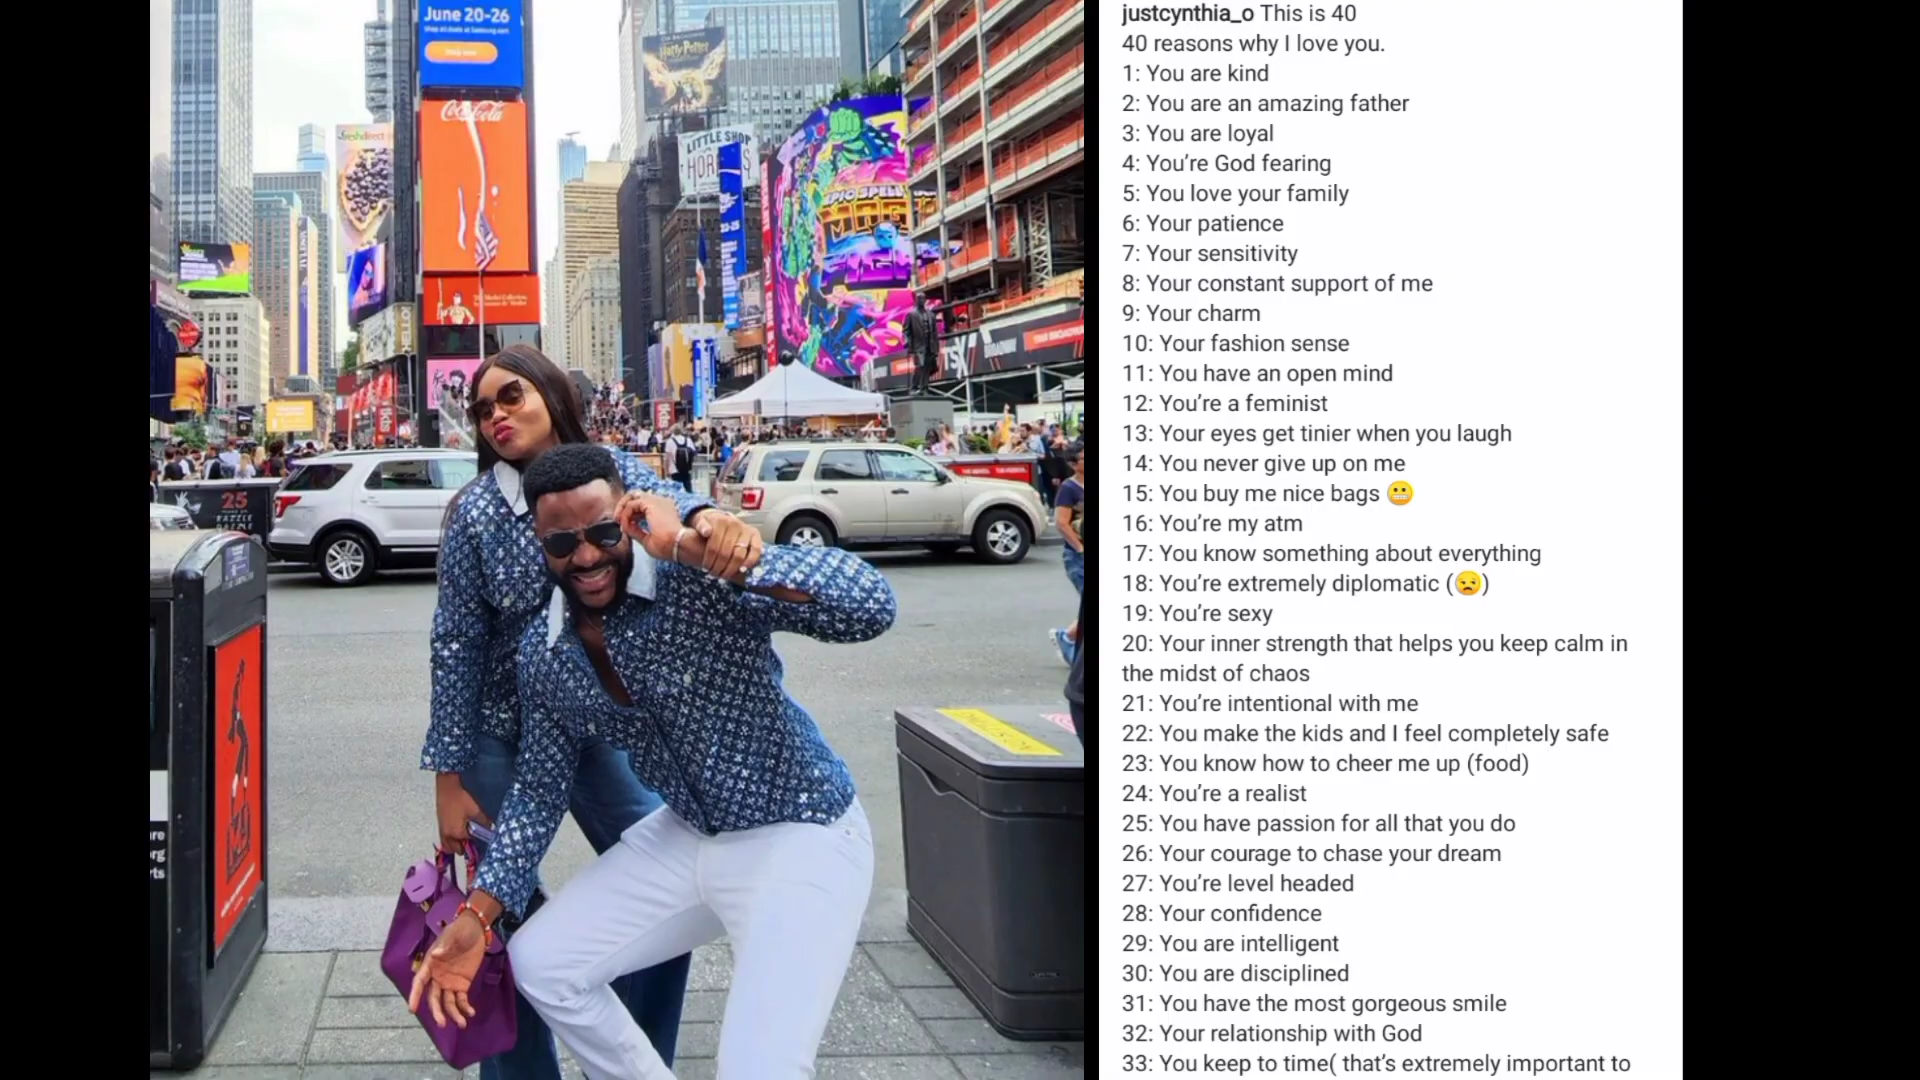 June 20-26
Coca-Cola
freshdirect
Harry Potter
LITTLE SHOP
HORRORS
EPIC SPELL
25
RAZZLE
DAZZLE
tkts
justcynthia_o This is 40
40 reasons why I love you.
1: You are kind
2: You are an amazing father
3: You are loyal
4: You’re God fearing
5: You love your family
6: Your patience
7: Your sensitivity
8: Your constant support of me
9: Your charm
10: Your fashion sense
11: You have an open mind
12: You’re a feminist
13: Your eyes get tinier when you laugh
14: You never give up on me
15: You buy me nice bags 😬
16: You’re my atm
17: You know something about everything
18: You’re extremely diplomatic (😒)
19: You’re sexy
20: Your inner strength that helps you keep calm in
the midst of chaos
21: You’re intentional with me
22: You make the kids and I feel completely safe
23: You know how to cheer me up (food)
24: You’re a realist
25: You have passion for all that you do
26: Your courage to chase your dream
27: You’re level headed
28: Your confidence
29: You are intelligent
30: You are disciplined
31: You have the most gorgeous smile
32: Your relationship with God
33: You keep to time( that’s extremely important to